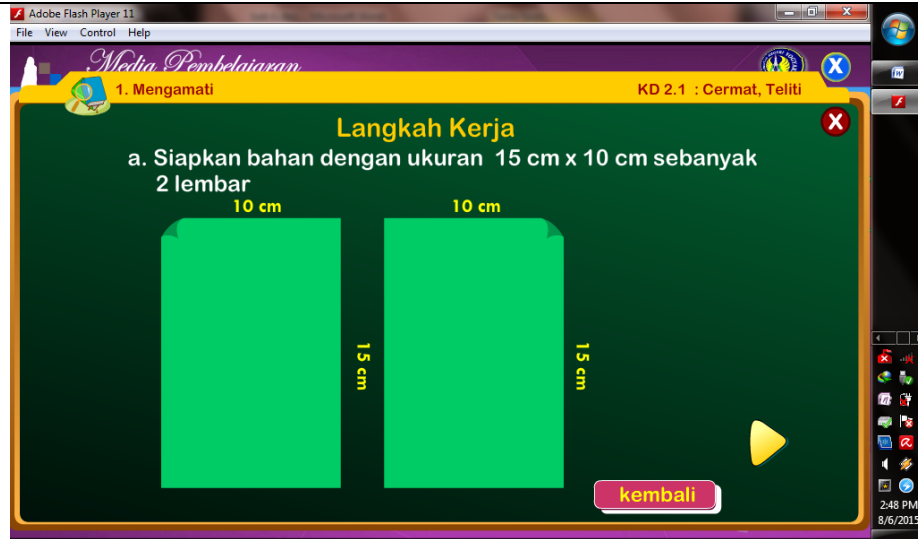 Adobe Flash Player 11
File View Control Help
Media Pembelajaran
1. Mengamati
KD 2.1 : Cermat, Teliti
Langkah Kerja
a. Siapkan bahan dengan ukuran 15 cm x 10 cm sebanyak
2 lembar
10 cm
10 cm
15 cm
15 cm
kembali
2:48 PM
8/6/2015